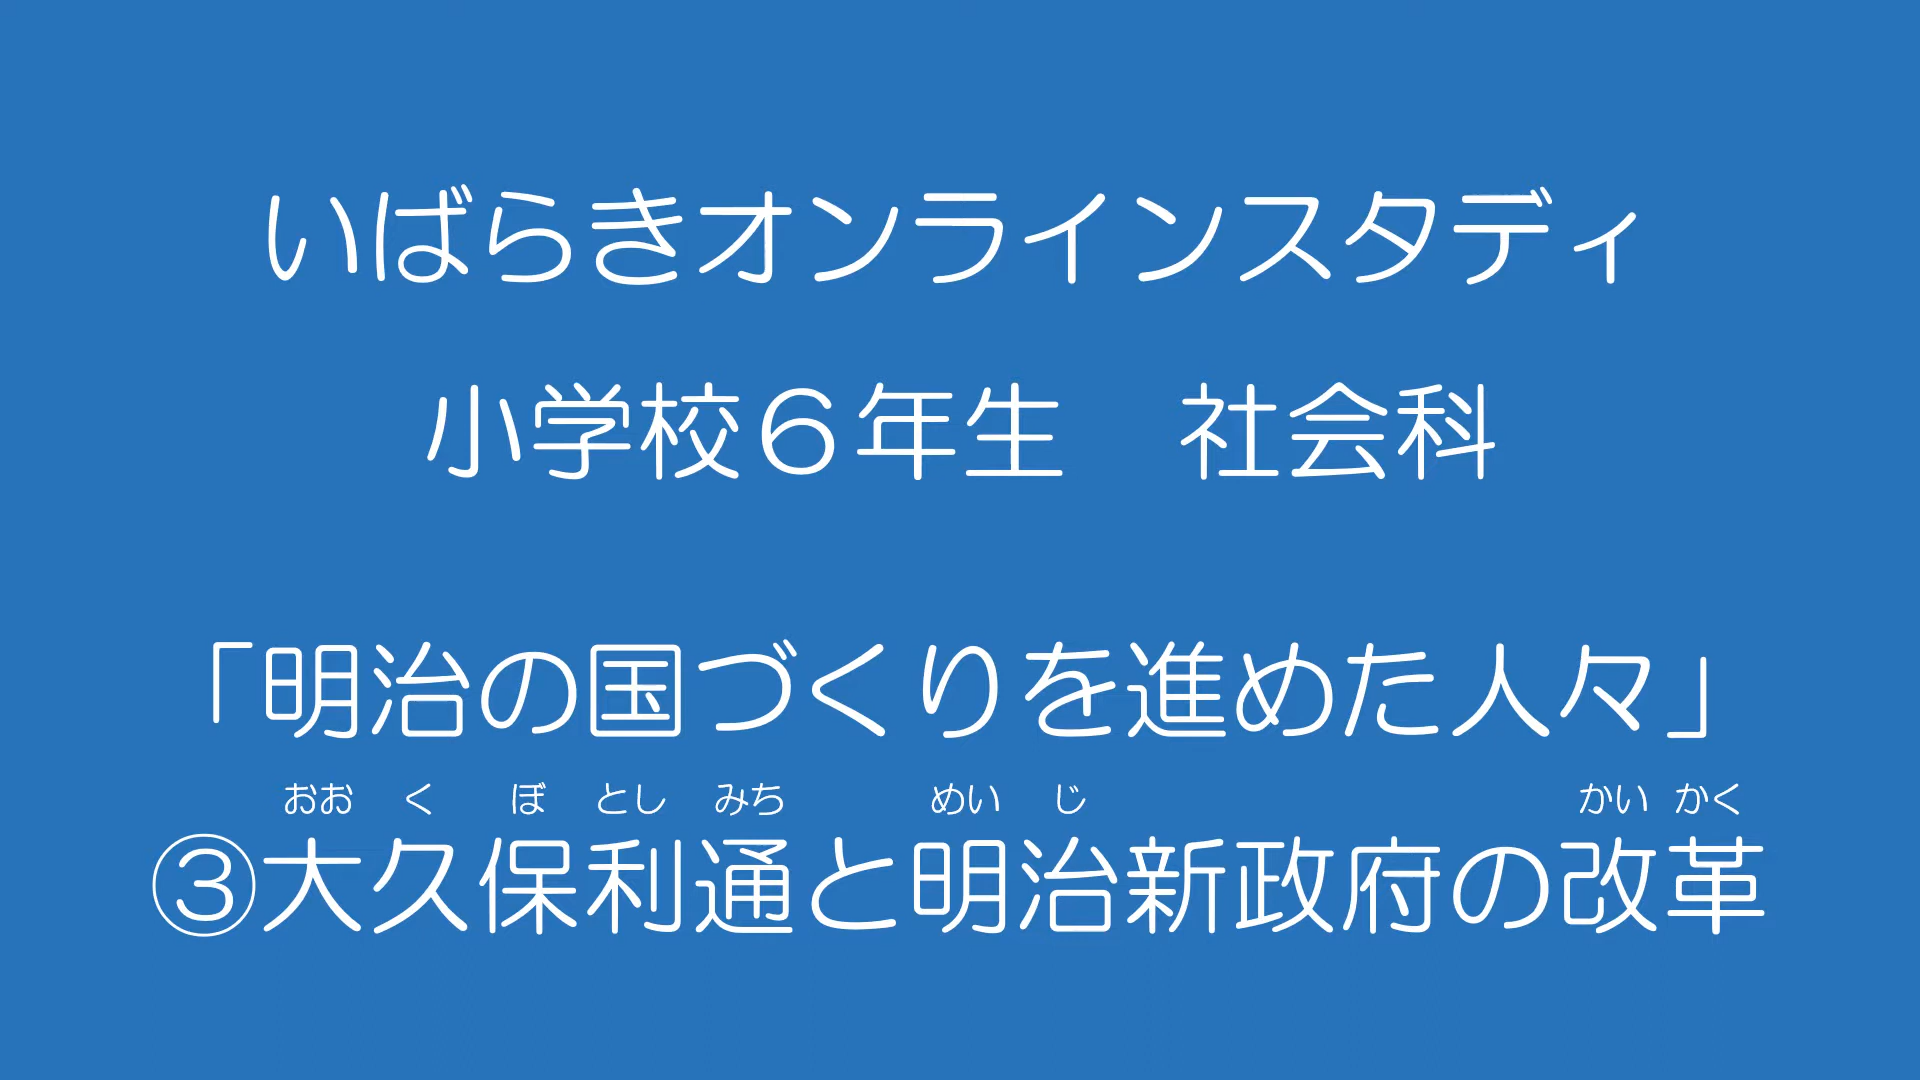 いばらきオンラインスタディ
小学校６年生　社会科
「明治の国づくりを進めた人々」
おお く ぼ とし みち めい じ かい かく
③大久保利通と明治新政府の改革